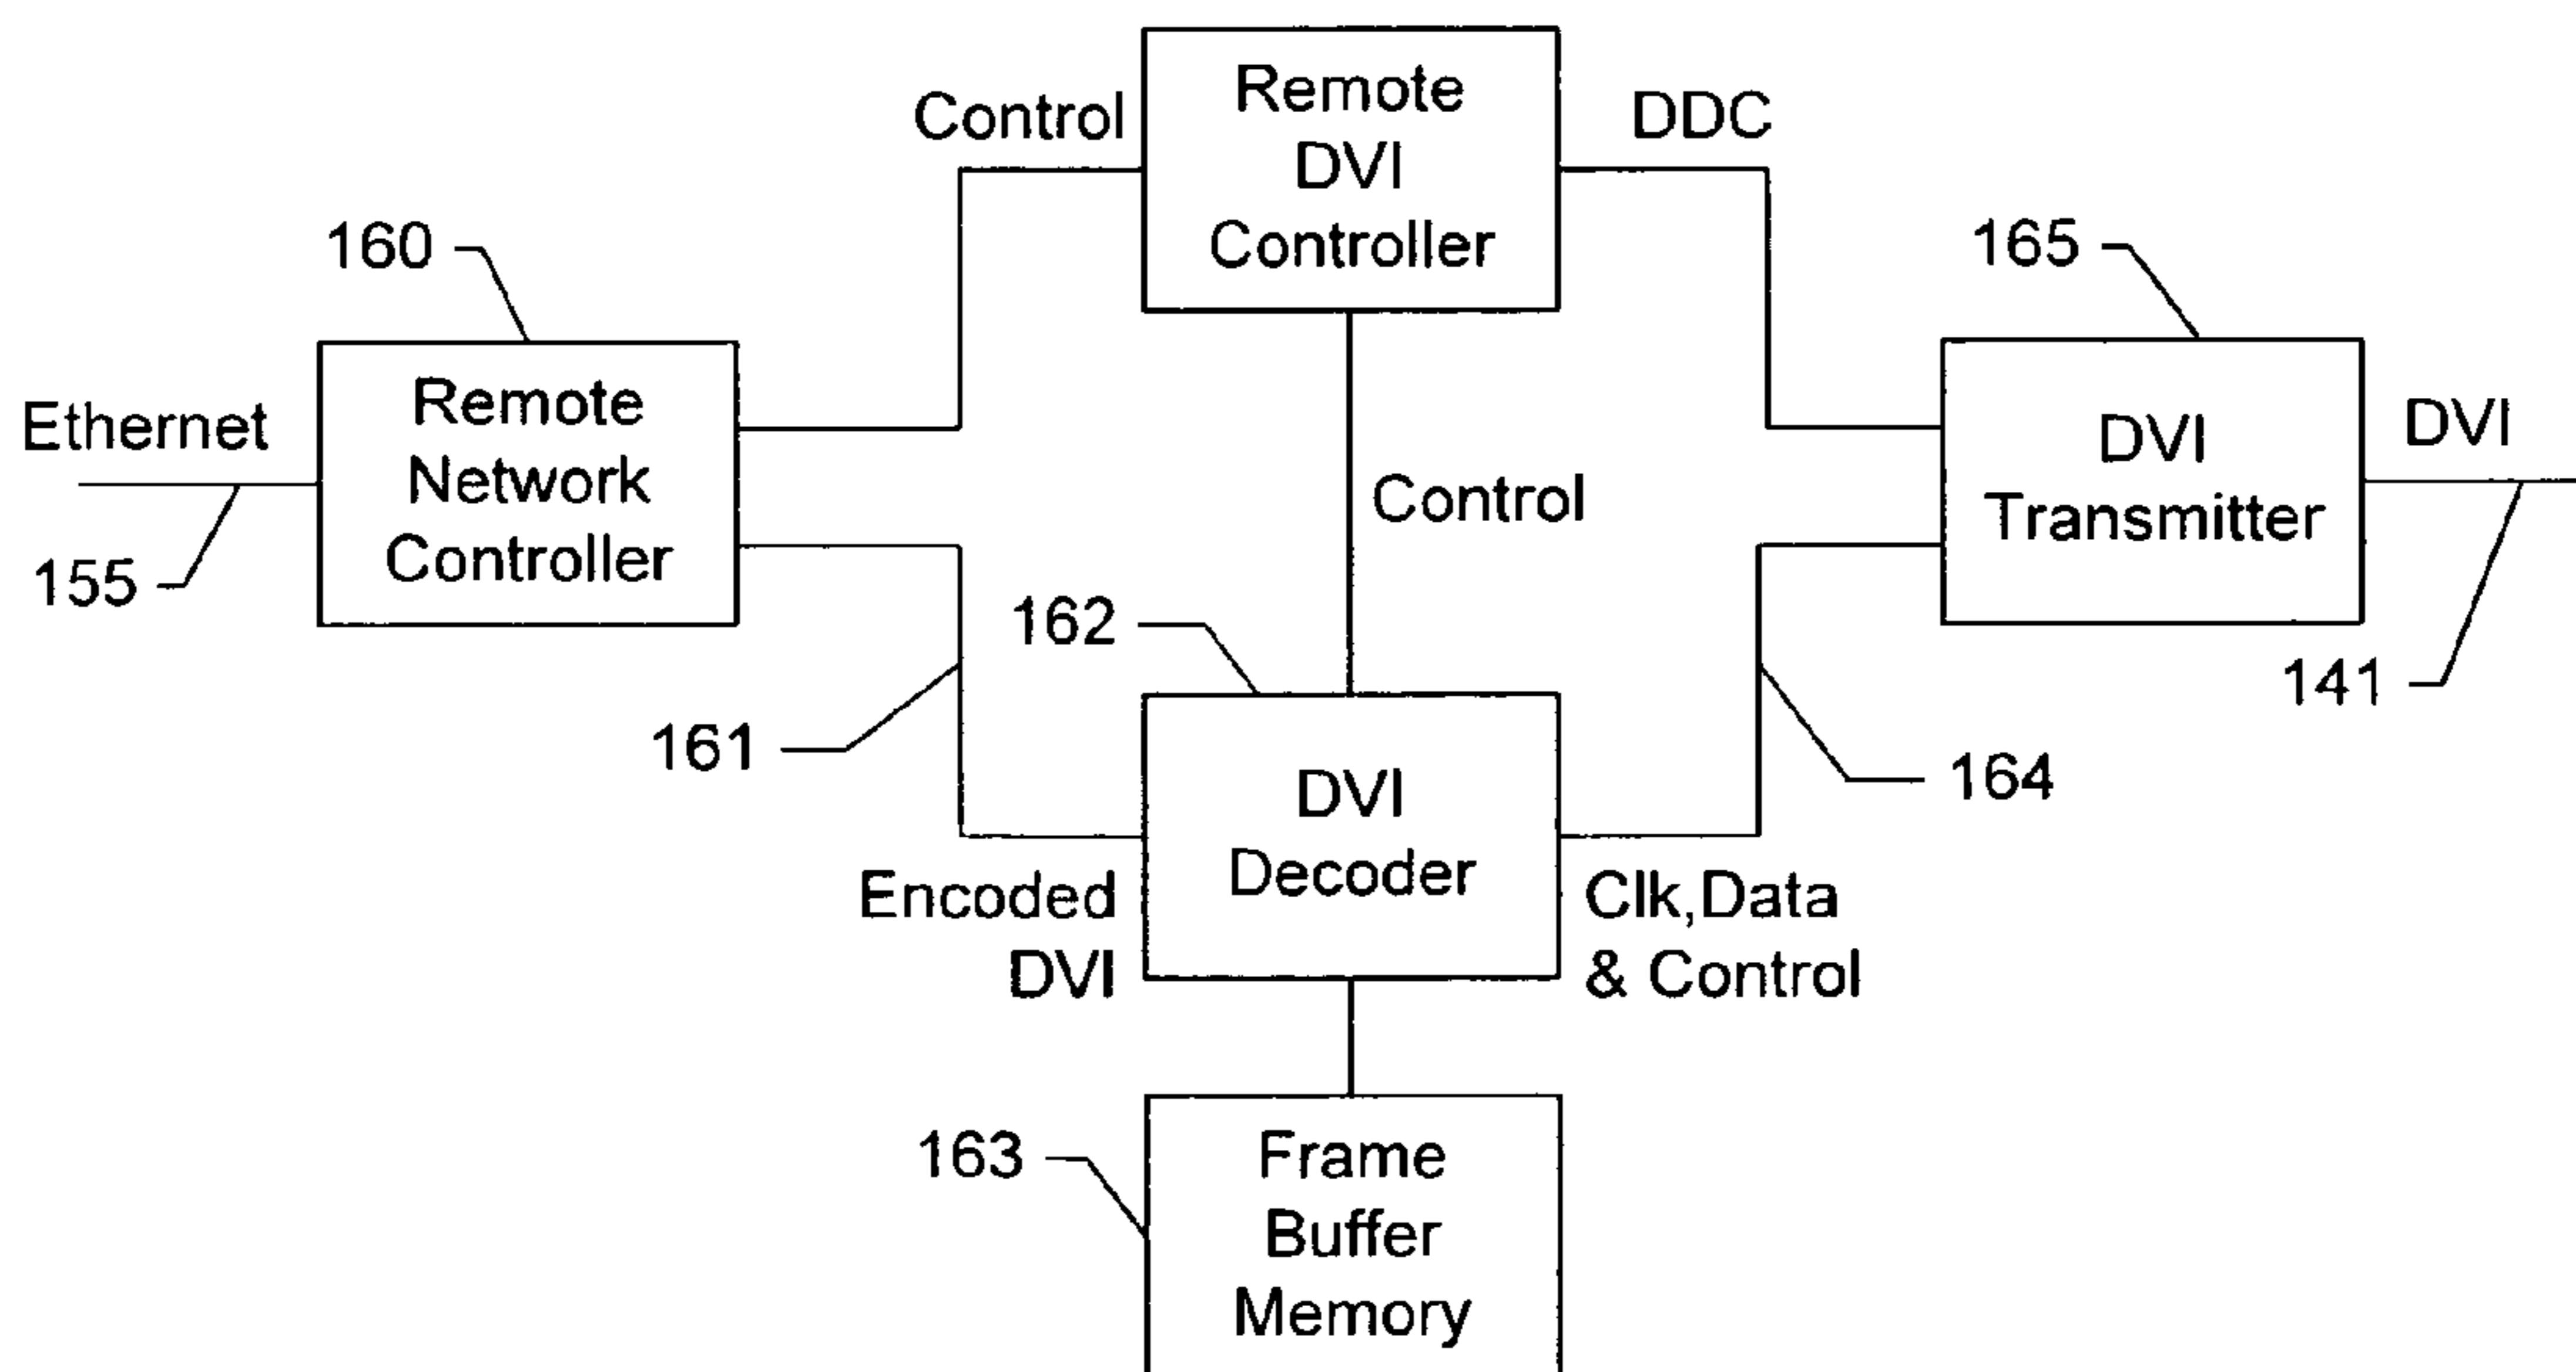 Remote
DVI
Controller
Control
DDC
160
165
Ethernet
Remote
Network
Controller
DVI
Transmitter
DVI
155
Control
141
162
161
164
DVI
Decoder
Encoded
DVI
Clk,Data
& Control
163
Frame
Buffer
Memory